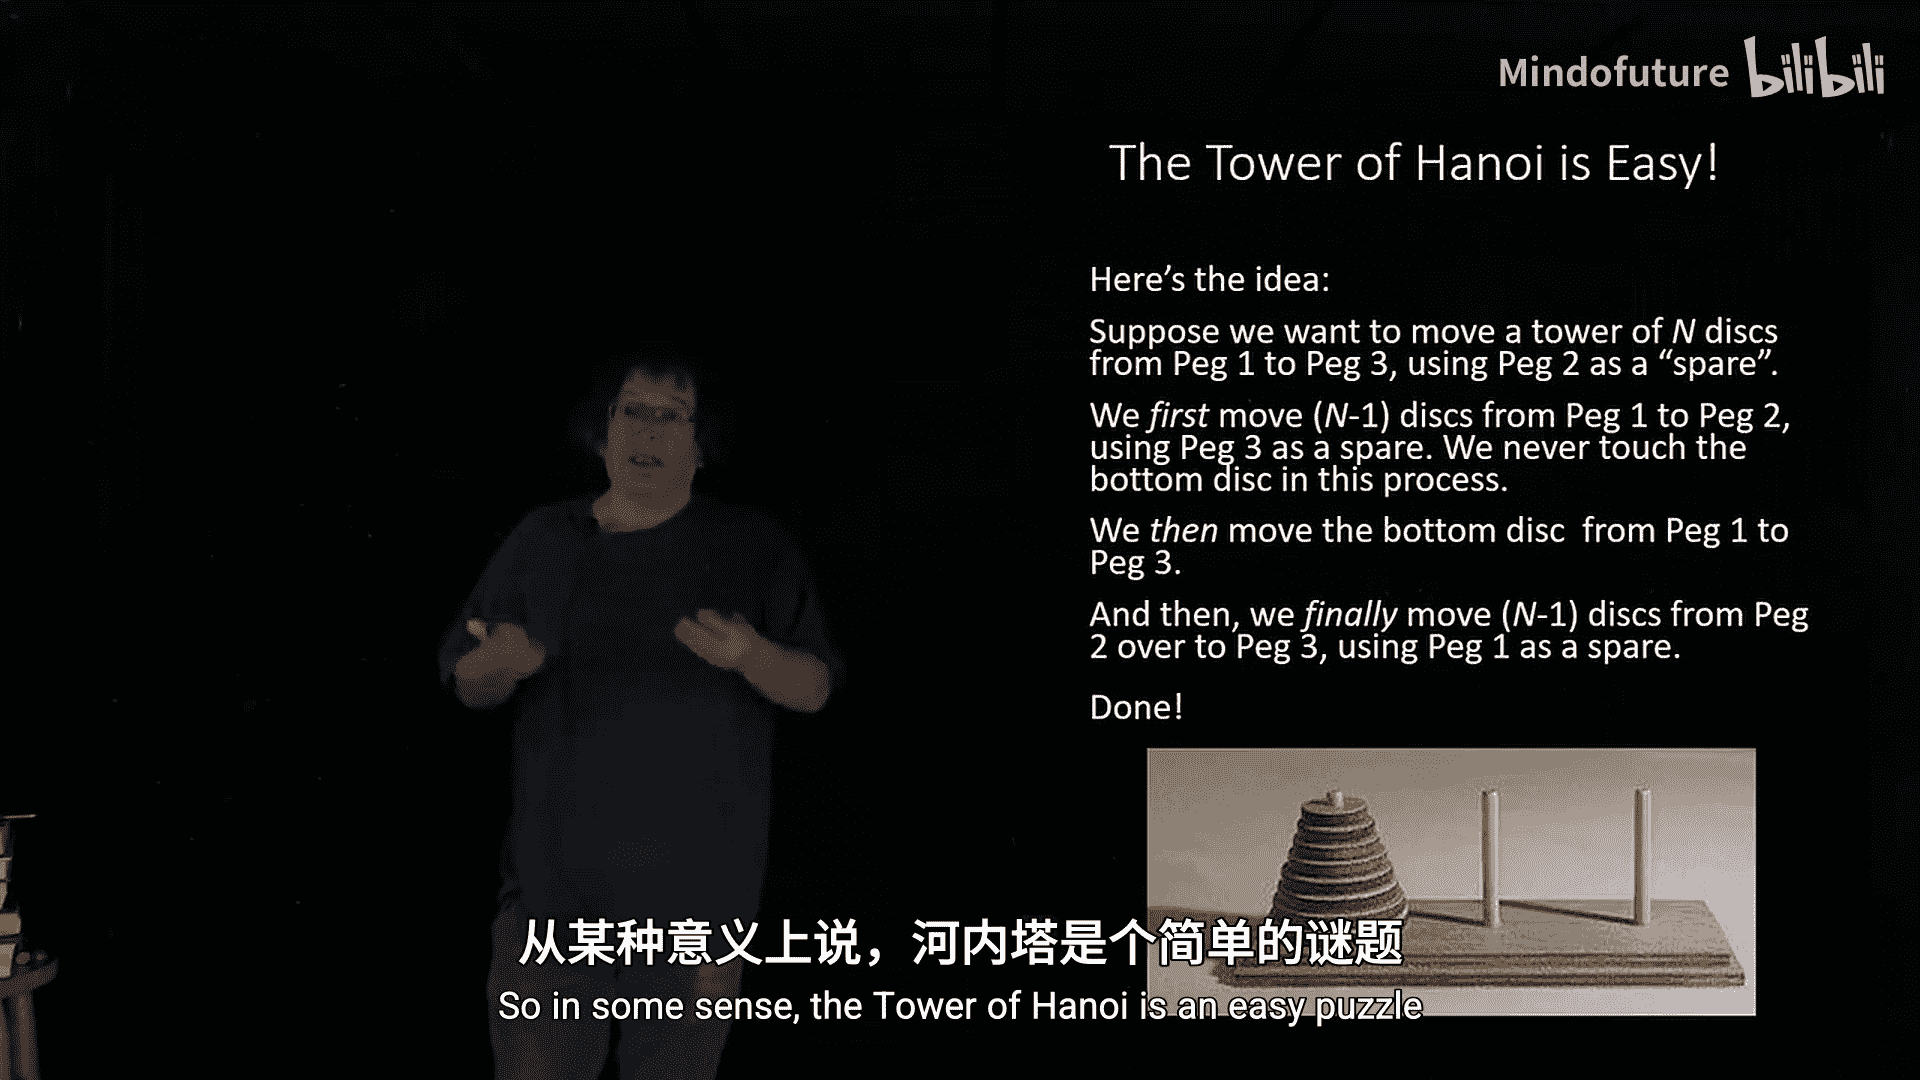 Mindofuture bilibili
The Tower of Hanoi is Easy!
Here’s the idea:
Suppose we want to move a tower of N discs
from Peg 1 to Peg 3, using Peg 2 as a “spare”.
We first move (N-1) discs from Peg 1 to Peg 2,
using Peg 3 as a spare. We never touch the
bottom disc in this process.
We then move the bottom disc  from Peg 1 to
Peg 3.
And then, we finally move (N-1) discs from Peg
2 over to Peg 3, using Peg 1 as a spare.
Done!
从某种意义上说，河内塔是个简单的谜题
So in some sense, the Tower of Hanoi is an easy puzzle